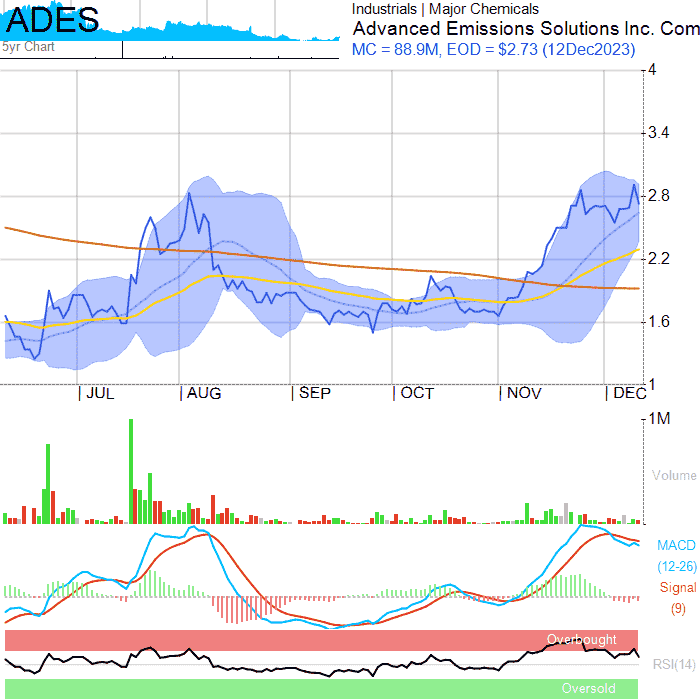 ADES
5yr Chart
Industrials | Major Chemicals
Advanced Emissions Solutions Inc. Com
MC = 88.9M, EOD = $2.73 (12Dec2023)
4
3.4
2.8
2.2
1.6
1
| JUL
| AUG
| SEP
| OCT
| NOV
| DEC
1M
Volume
MACD
(12-26)
Signal
(9)
Overbought
RSI(14)
Oversold